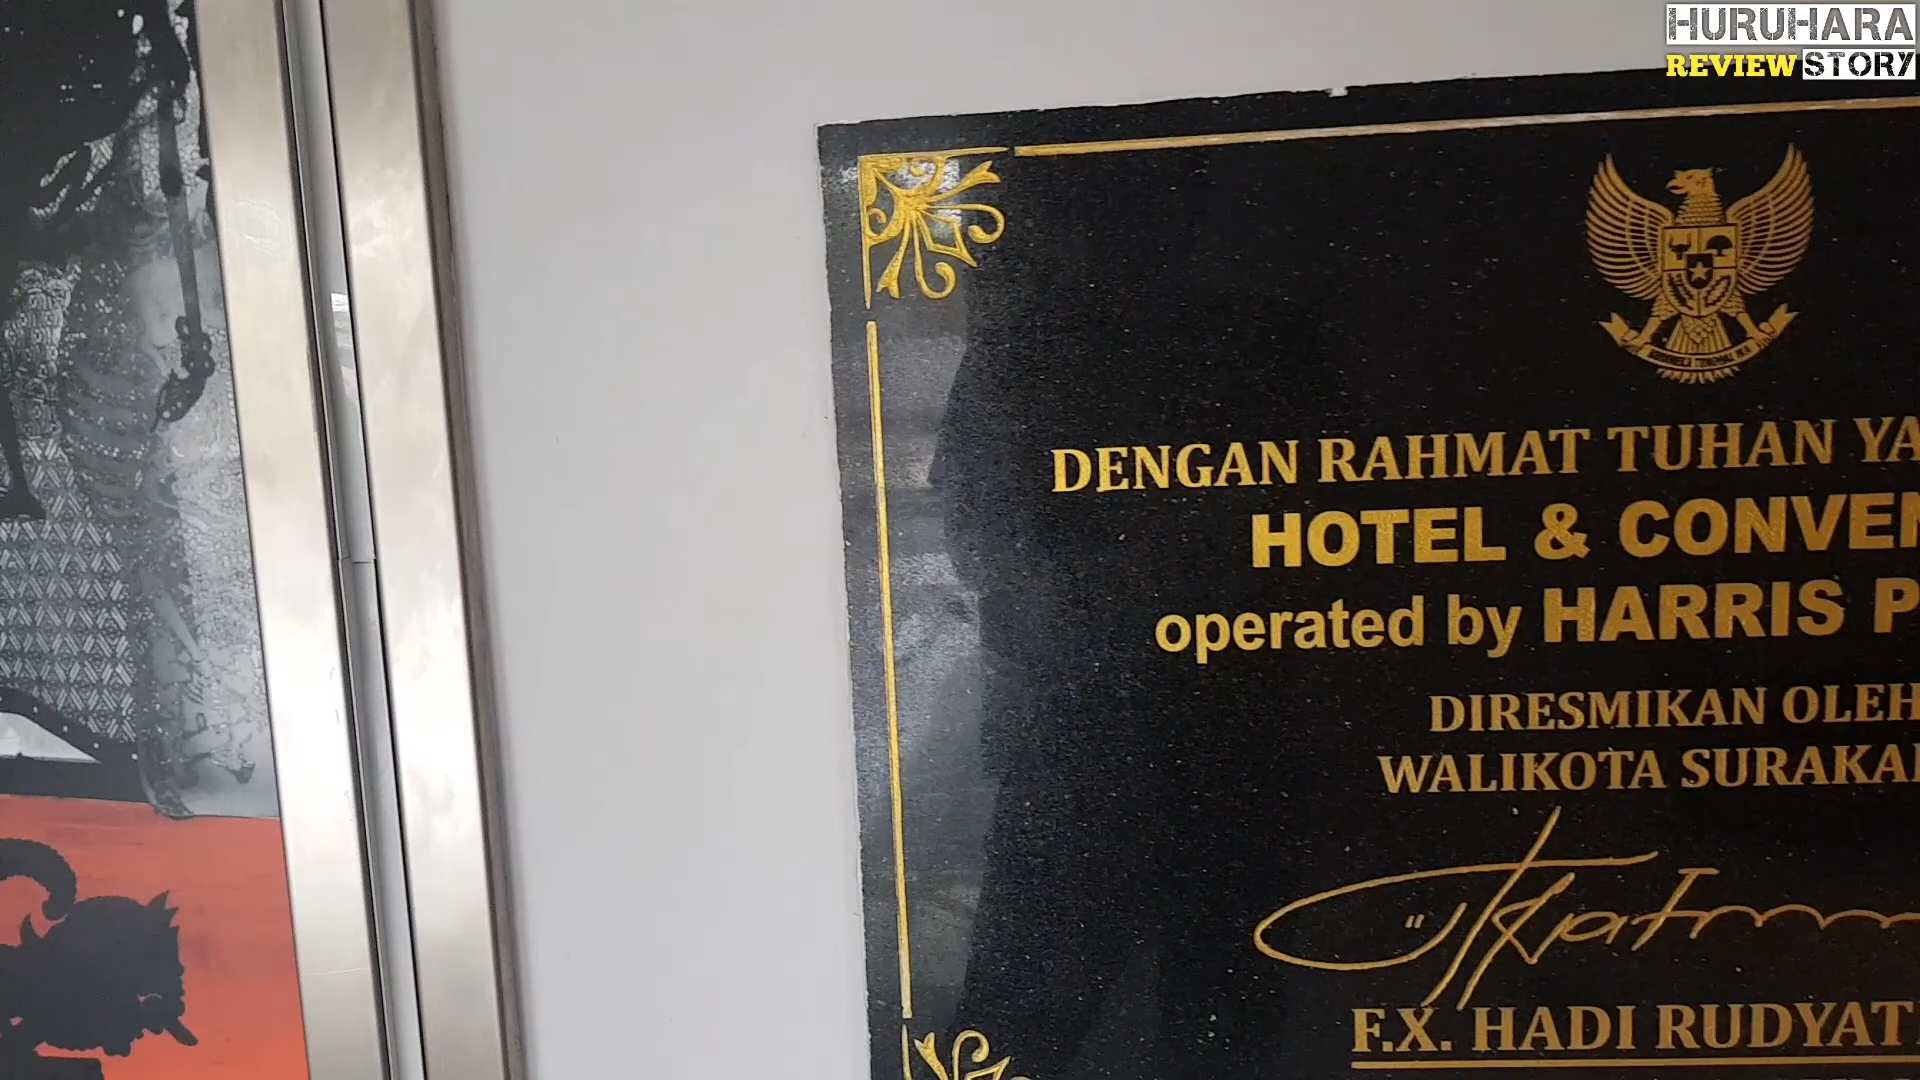 HURUHARA
REVIEW STORY
DENGAN RAHMAT TUHAN YA
HOTEL & CONVEN
operated by HARRIS P
DIRESMIKAN OLEH
WALIKOTA SURAKA
F.X. HADI RUDYAT